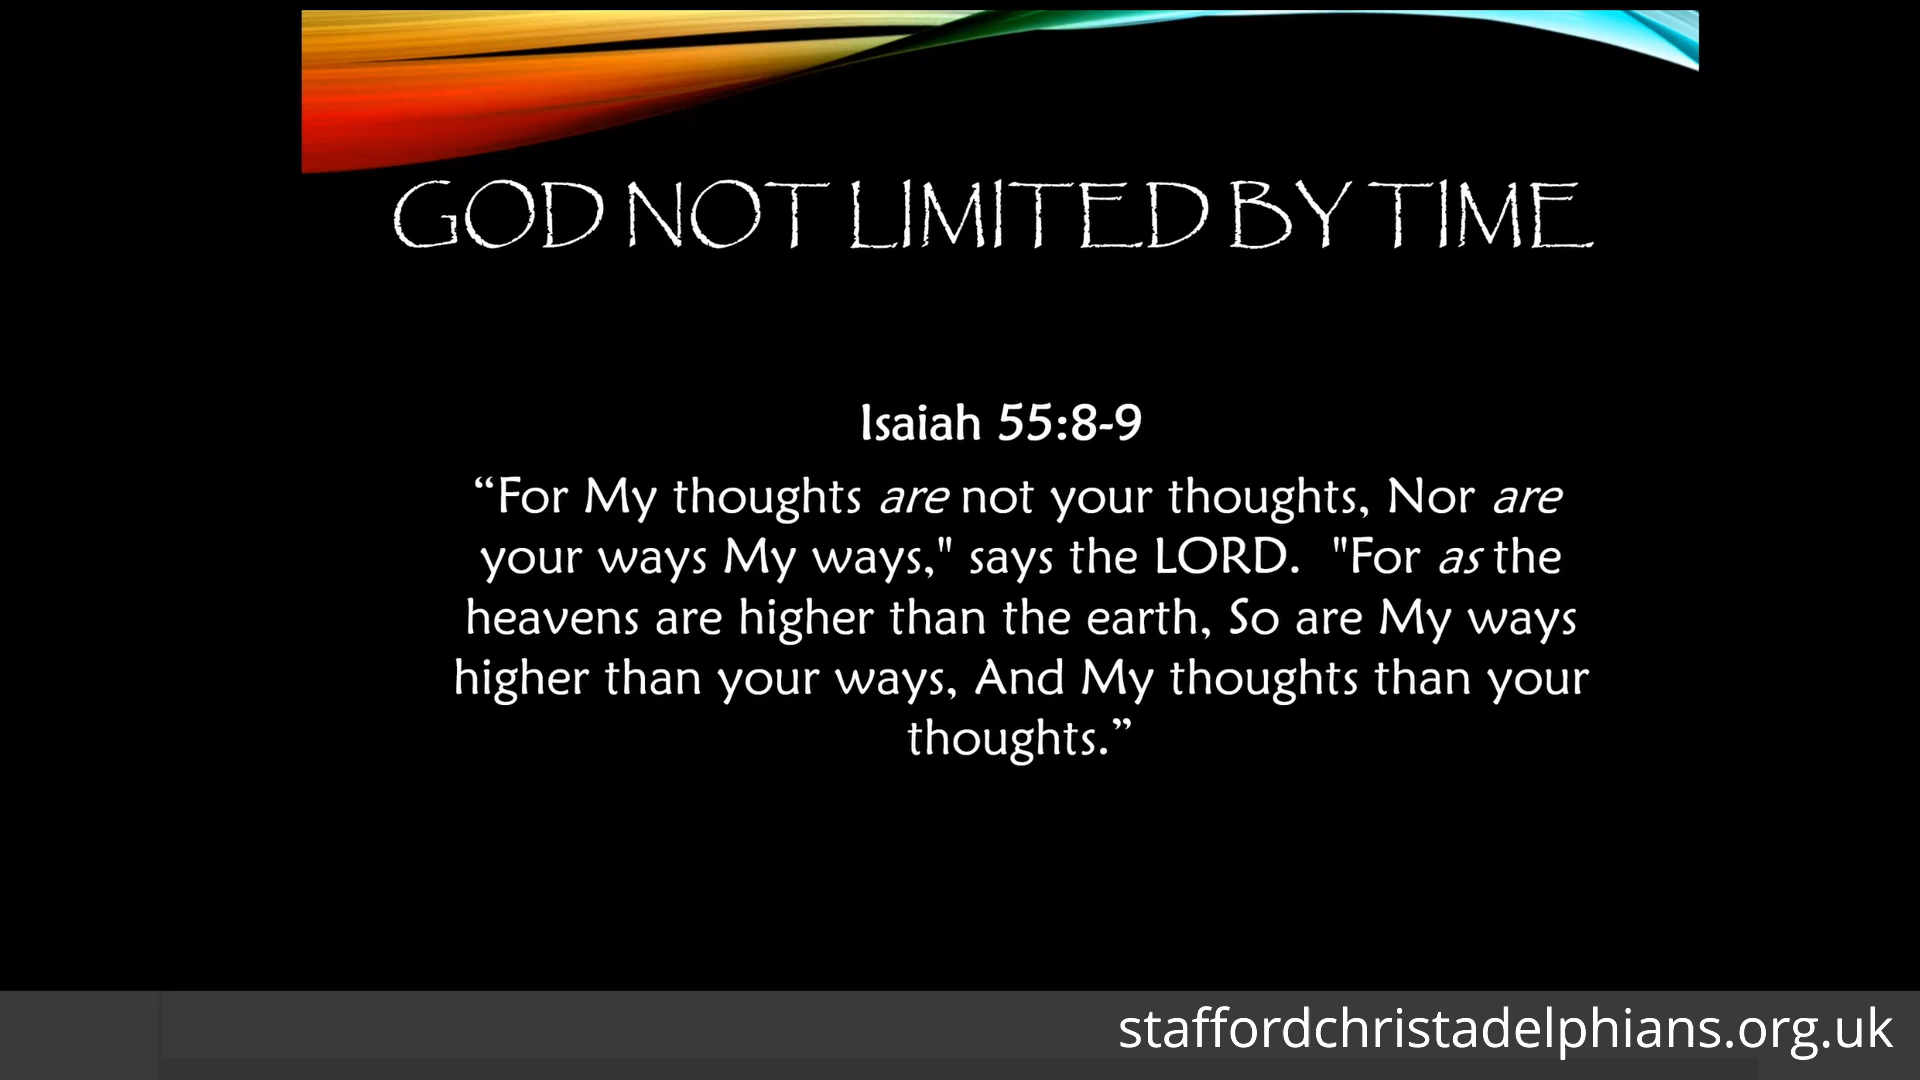 GOD NOT LIMITED BY TIME
Isaiah 55:8-9
“For My thoughts are not your thoughts, Nor are
your ways My ways," says the LORD.  "For as the
heavens are higher than the earth, So are My ways
higher than your ways, And My thoughts than your
thoughts.”
staffordchristadelphians.org.uk